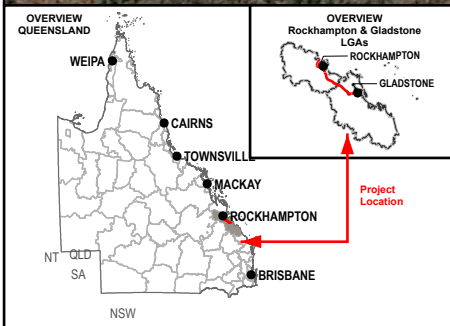 OVERVIEW
QUEENSLAND
WEIPA
CAIRNS
TOWNSVILLE
MACKAY
ROCKHAMPTON
BRISBANE
NT
QLD
SA
NSW
OVERVIEW
Rockhampton & Gladstone
LGAs
ROCKHAMPTON
GLADSTONE
Project
Location